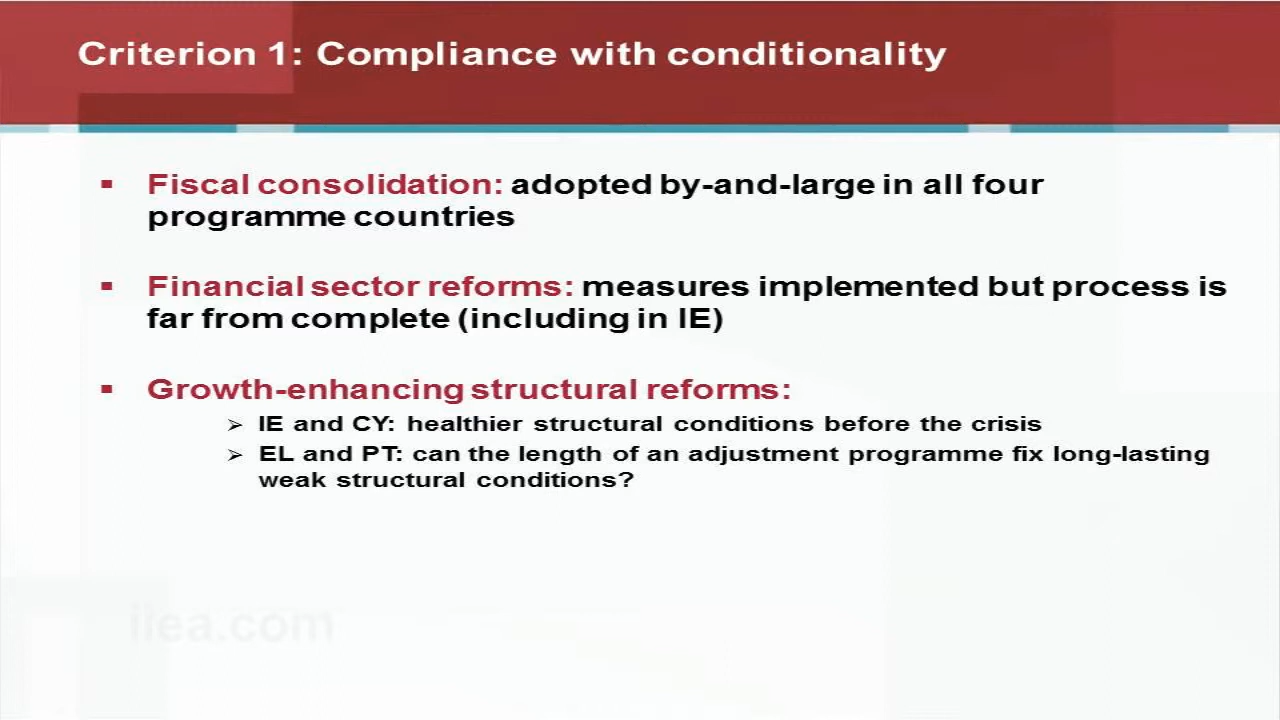 Criterion 1: Compliance with conditionality
▪ Fiscal consolidation: adopted by-and-large in all four
programme countries
▪ Financial sector reforms: measures implemented but process is
far from complete (including in IE)
▪ Growth-enhancing structural reforms:
➢ IE and CY: healthier structural conditions before the crisis
➢ EL and PT: can the length of an adjustment programme fix long-lasting
weak structural conditions?
ilea.com